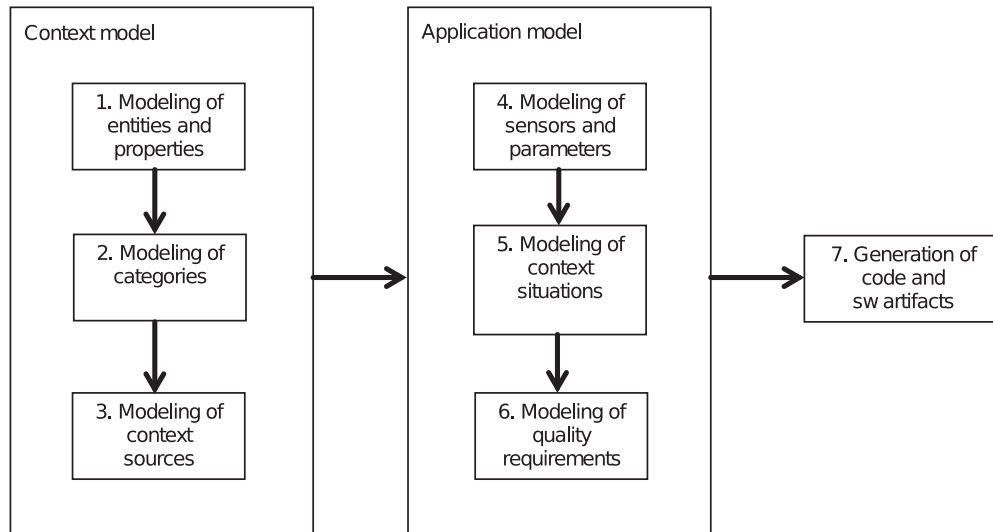 Context model
1. Modeling of
entities and
properties
2. Modeling of
categories
3. Modeling of
context
sources
Application model
4. Modeling of
sensors and
parameters
5. Modeling of
context
situations
6. Modeling of
quality
requirements
7. Generation of
code and
sw artifacts